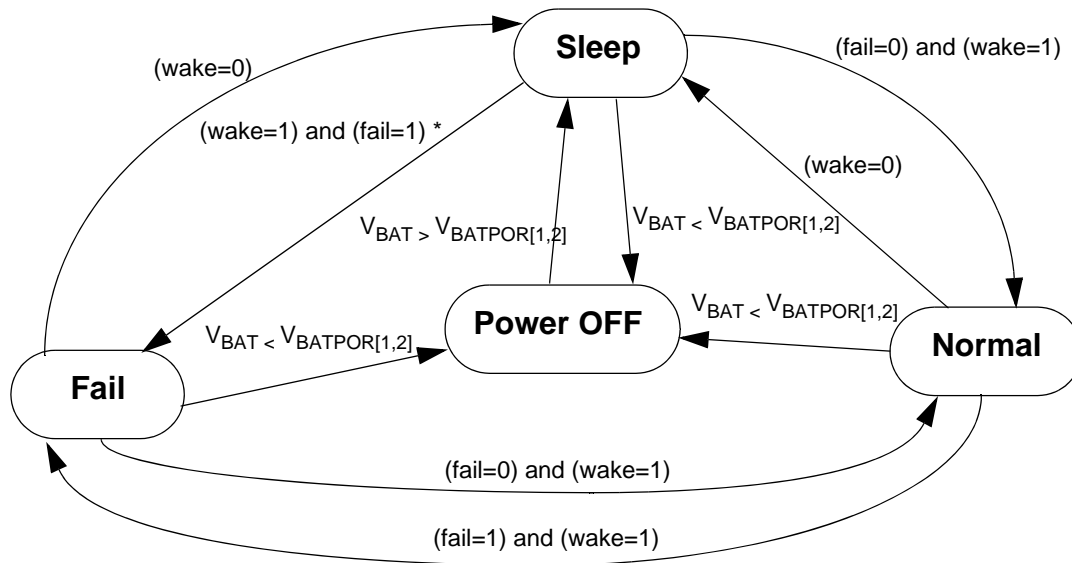 Sleep
(fail=0) and (wake=1)
(wake=0)
(wake=1) and (fail=1) *
(wake=0)
VBAT > VBATPOR[1,2]
VBAT < VBATPOR[1,2]
VBAT < VBATPOR[1,2]
Power OFF
Normal
VBAT < VBATPOR[1,2]
Fail
(fail=0) and (wake=1)
(fail=1) and (wake=1)